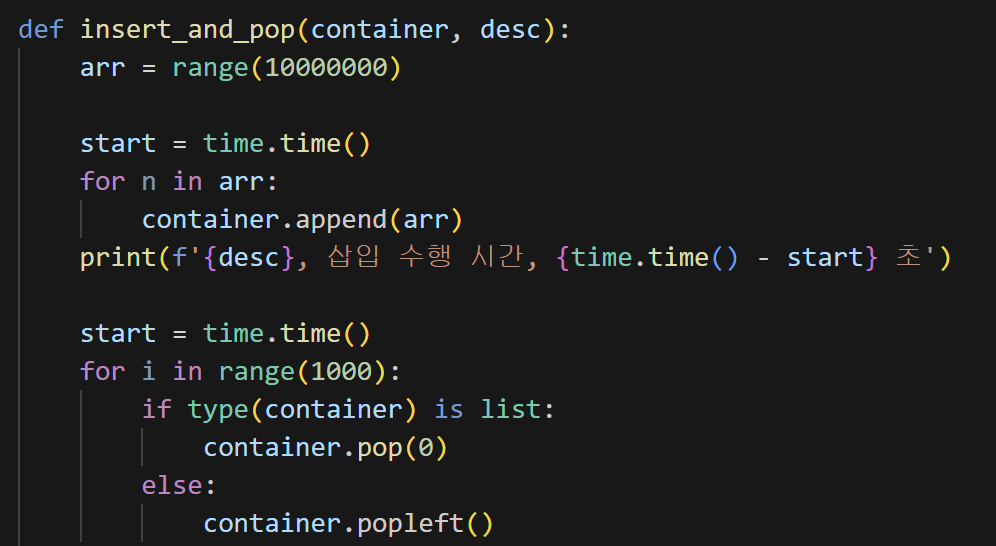 def insert_and_pop(container, desc):
    arr = range(10000000)
    start = time.time()
    for n in arr:
        container.append(arr)
    print(f'{desc}, 삽입 수행 시간, {time.time() - start} 초')
    start = time.time()
    for i in range(1000):
        if type(container) is list:
            container.pop(0)
        else:
            container.popleft()